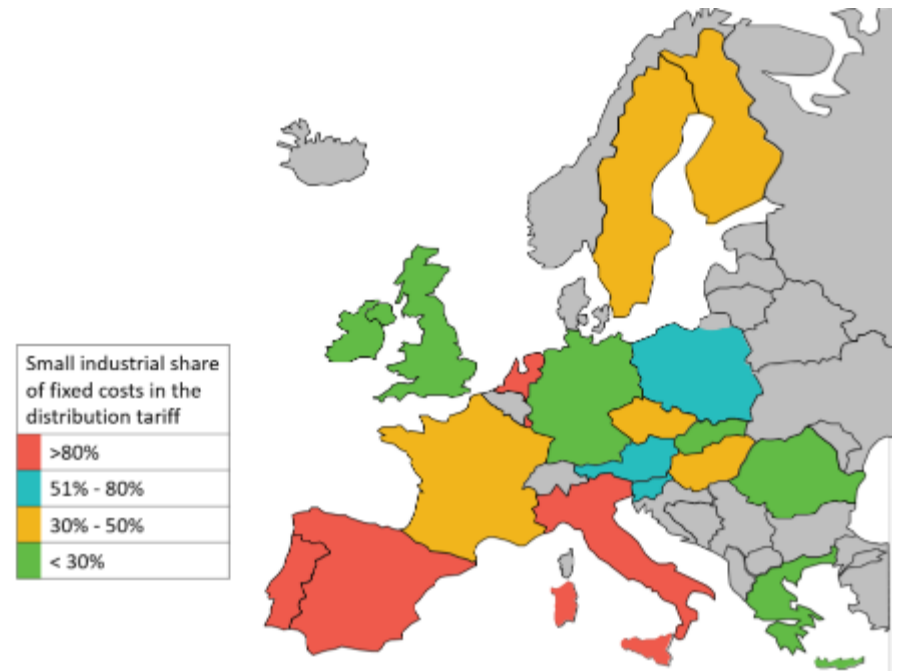 Small industrial share
of fixed costs in the
distribution tariff
>80%
51% - 80%
30% - 50%
< 30%